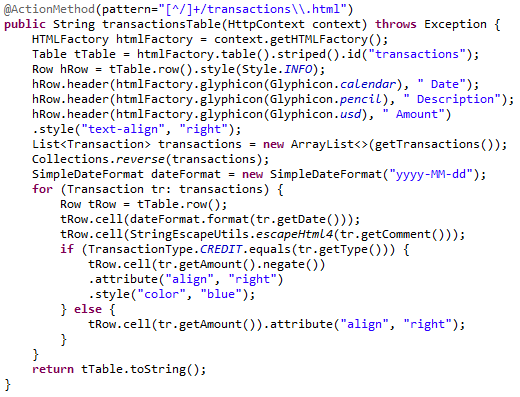 @ActionMethod(pattern="[^/]+/transactions\\.html")
public String transactionsTable(HttpContext context) throws Exception {
    HTMLFactory htmlFactory = context.getHTMLFactory();
    Table tTable = htmlFactory.table().striped().id("transactions");
    Row hRow = tTable.row().style(Style.INFO);
    hRow.header(htmlFactory.glyphicon(Glyphicon.calendar), " Date");
    hRow.header(htmlFactory.glyphicon(Glyphicon.pencil), " Description");
    hRow.header(htmlFactory.glyphicon(Glyphicon.usd), " Amount")
    .style("text-align", "right");
    List<Transaction> transactions = new ArrayList<>(getTransactions());
    Collections.reverse(transactions);
    SimpleDateFormat dateFormat = new SimpleDateFormat("yyyy-MM-dd");
    for (Transaction tr: transactions) {
        Row tRow = tTable.row();
        tRow.cell(dateFormat.format(tr.getDate()));
        tRow.cell(StringEscapeUtils.escapeHtml4(tr.getComment()));
        if (TransactionType.CREDIT.equals(tr.getType())) {
            tRow.cell(tr.getAmount().negate())
            .attribute("align", "right")
            .style("color", "blue");
        } else {
            tRow.cell(tr.getAmount()).attribute("align", "right");
        }
    }
    return tTable.toString();
}